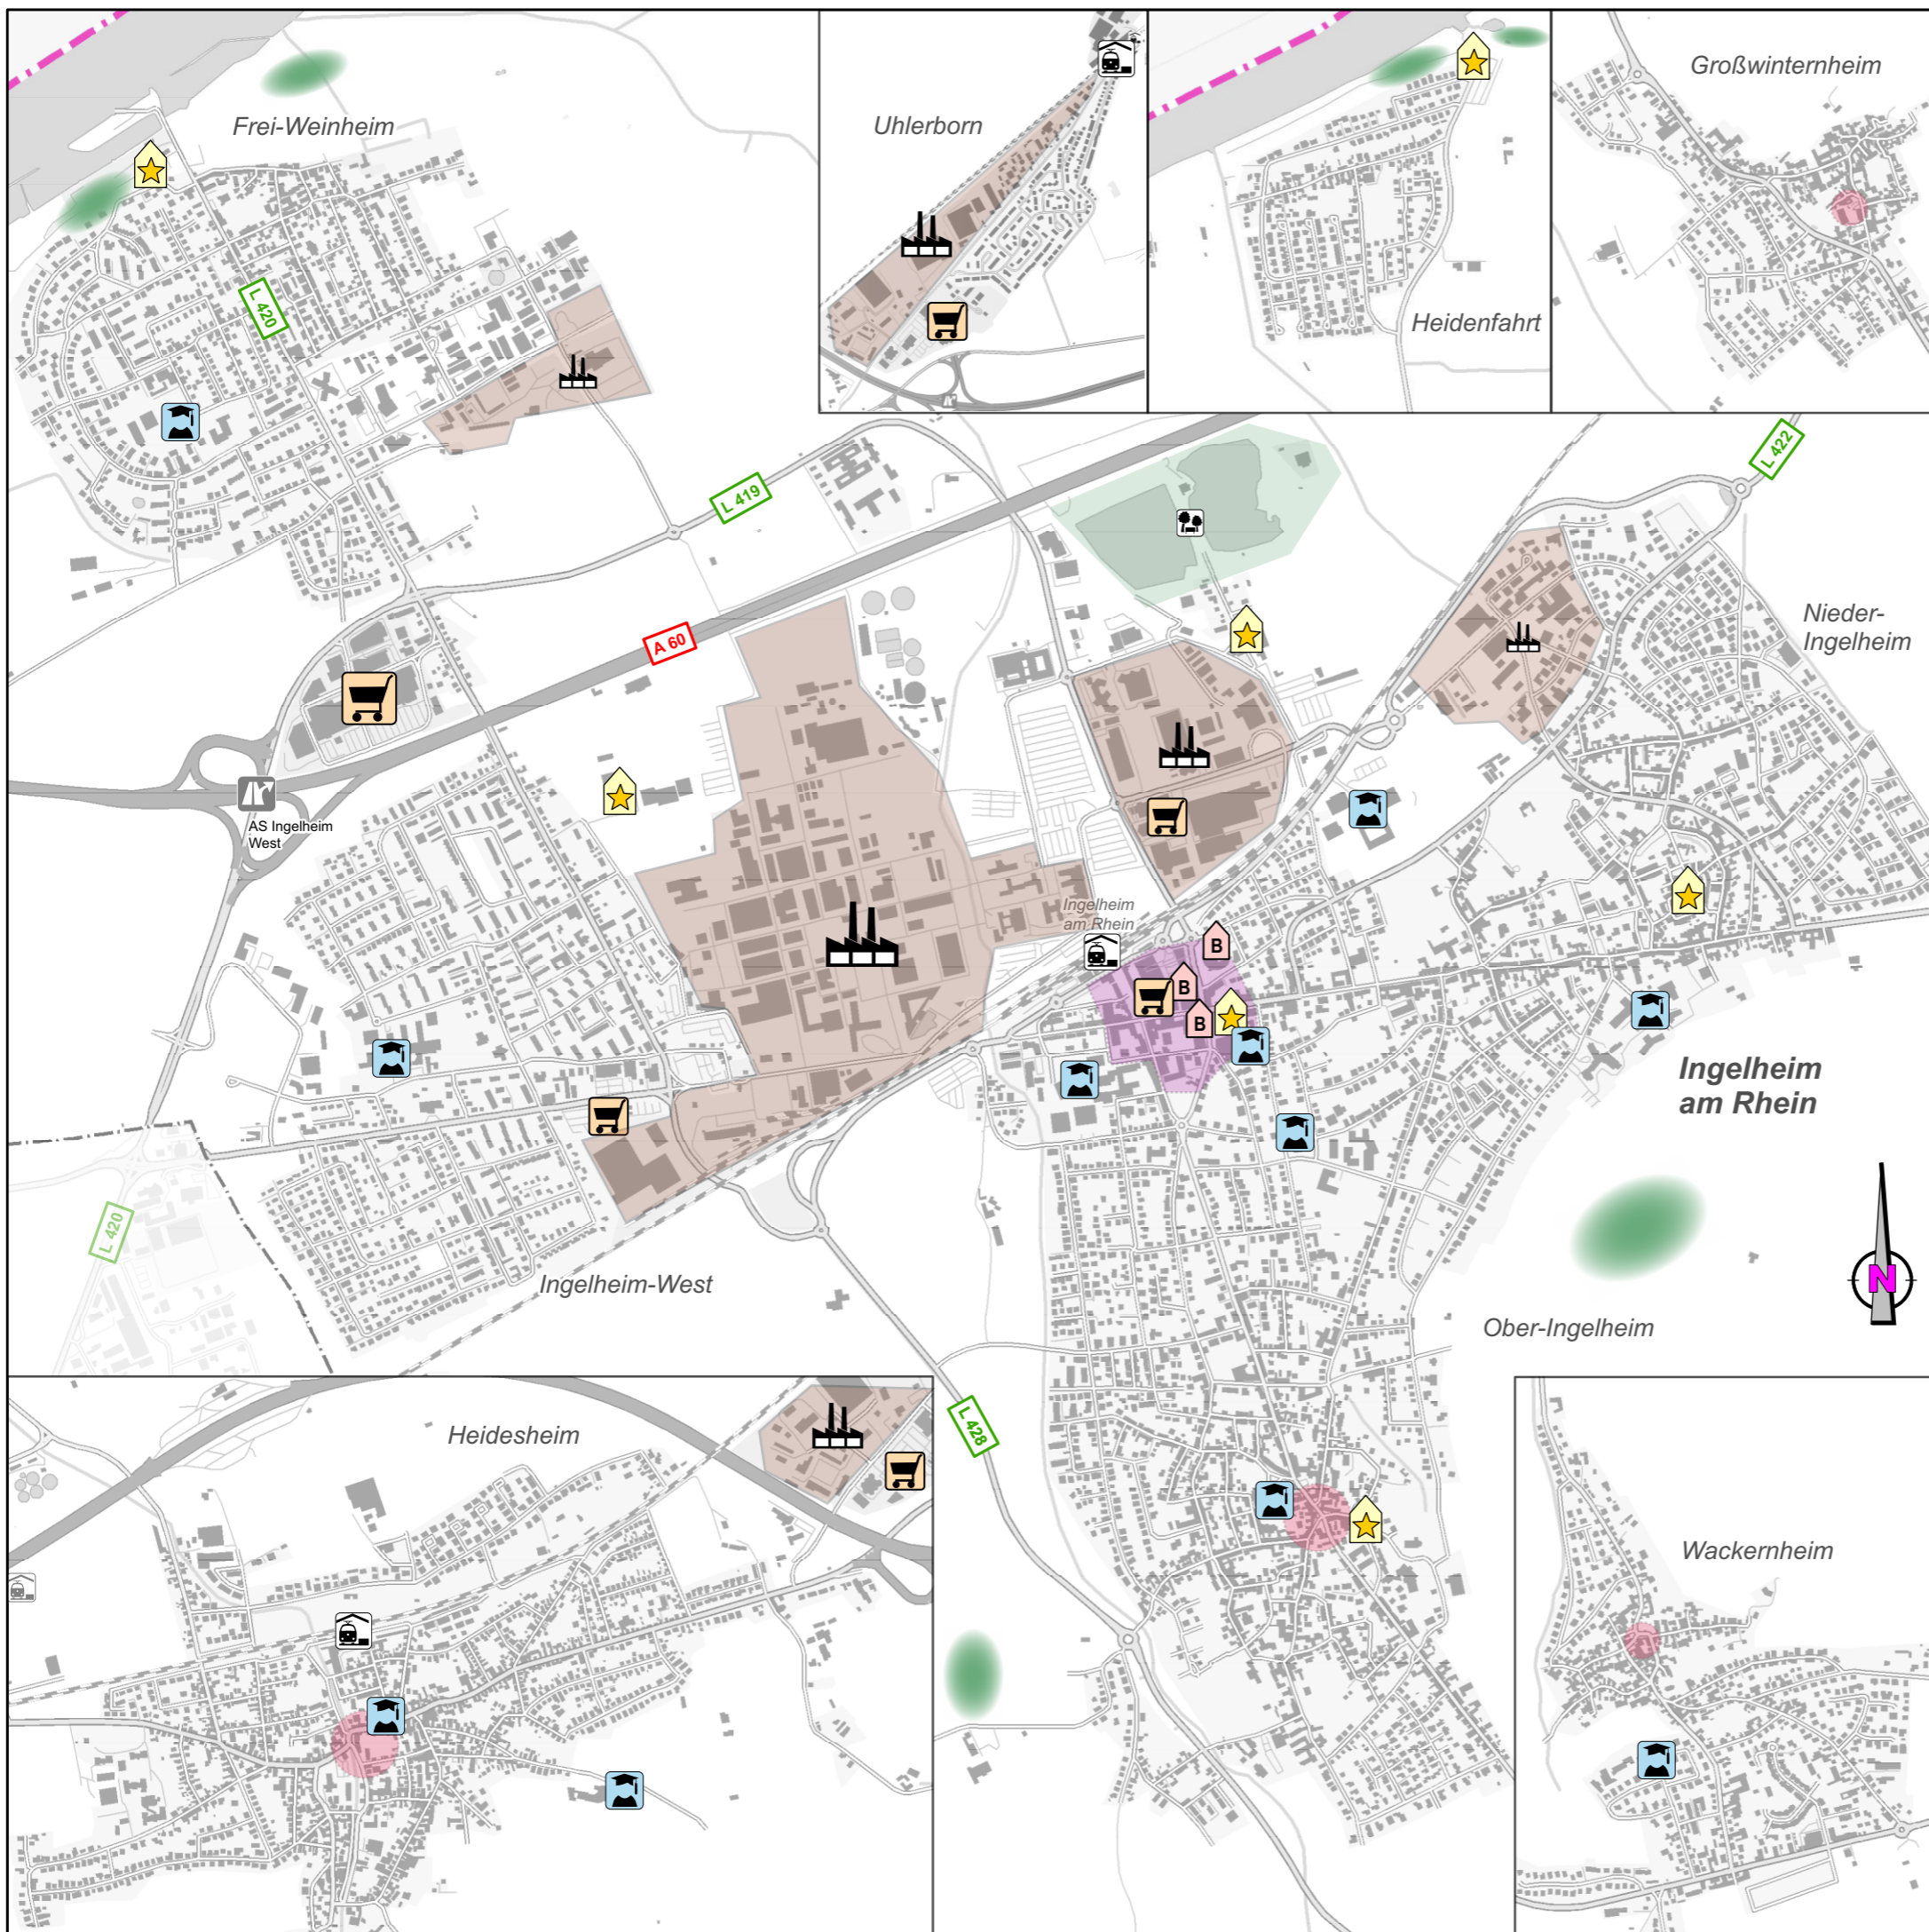 Frei-Weinheim
Uhlerborn
Großwinternheim
Heidenfahrt
L 420
L 419
L 422
A 60
Nieder-
Ingelheim
AS Ingelheim
West
Ingelheim
am Rhein
B
B
B
Ingelheim
am Rhein
L 420
Ingelheim-West
N
Ober-Ingelheim
L 428
Heidesheim
Wackernheim